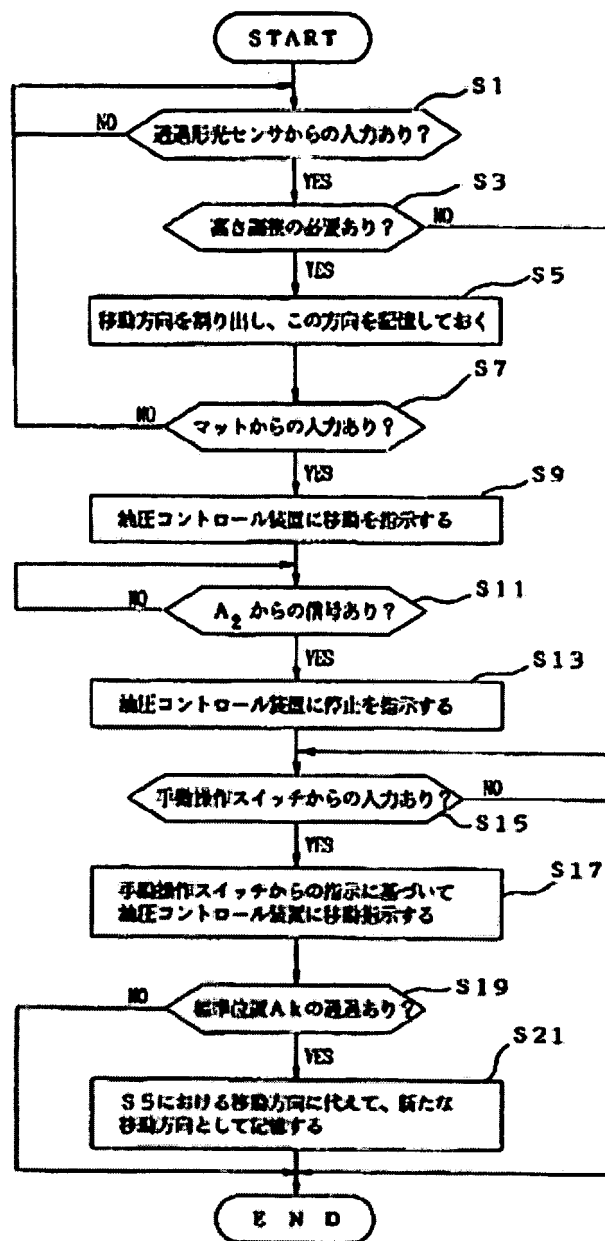 START
S1
透過形光センサからの入力あり？
NO
YES
S3
高さ調整の必要あり？
NO
YES
S5
移動方向を割り出し、この方向を記憶しておく
S7
マットからの入力あり？
NO
YES
S9
油圧コントロール装置に移動を指示する
S11
A2からの信号あり？
NO
YES
S13
油圧コントロール装置に停止を指示する
手動操作スイッチからの入力あり？
NO
S15
YES
S17
手動操作スイッチからの指示に基づいて
油圧コントロール装置に移動指示する
S19
標準位置Akの通過あり？
NO
YES
S21
S5における移動方向に代えて、新たな
移動方向として記憶する
END